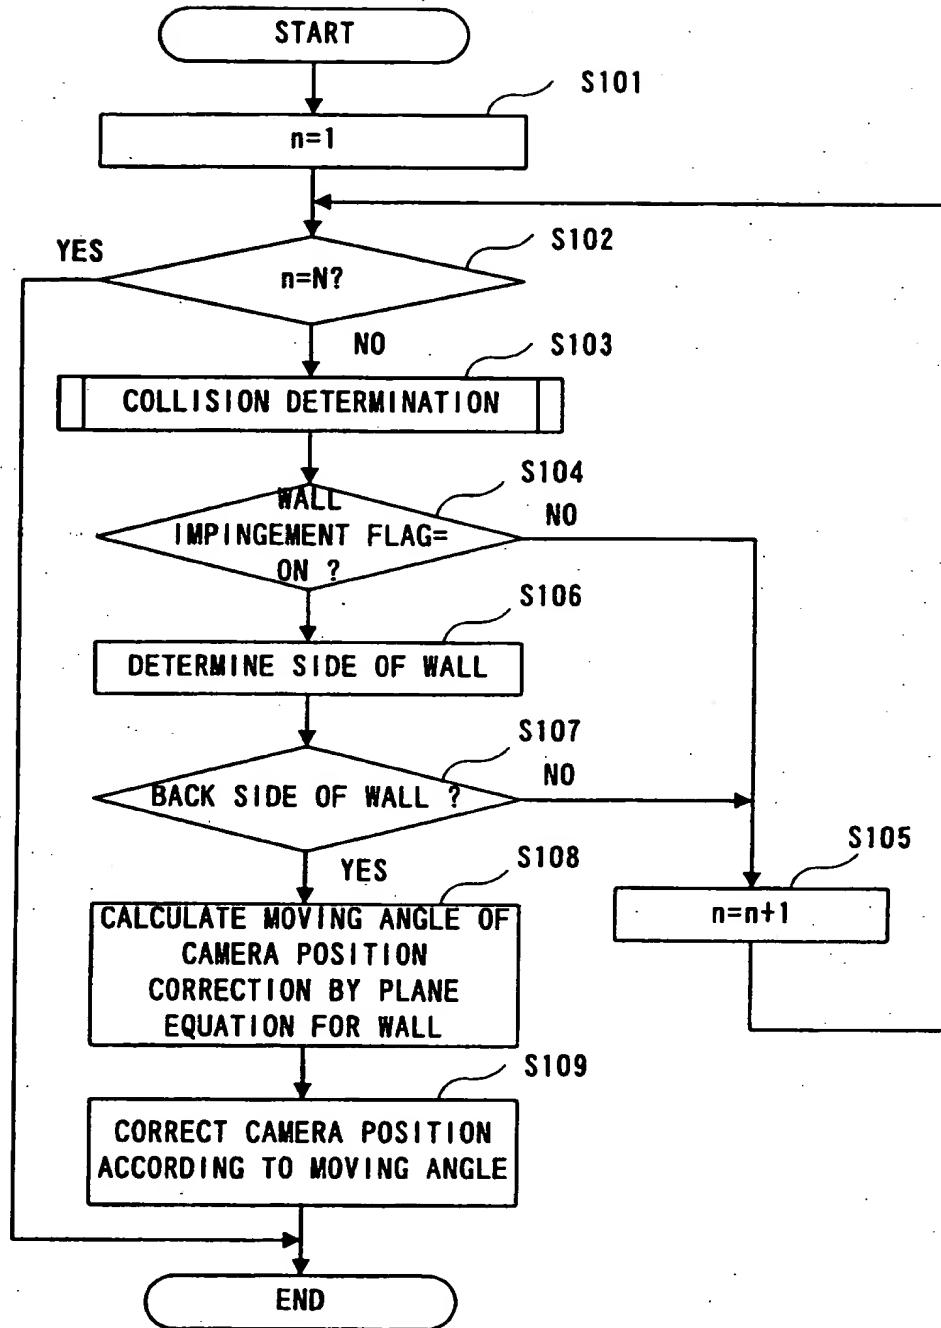 START
S101
n=1
YES
S102
n=N?
NO
S103
COLLISION DETERMINATION
S104
WALL
IMPINGEMENT FLAG=
ON ?
NO
S106
DETERMINE SIDE OF WALL
S107
BACK SIDE OF WALL ?
NO
S105
n=n+1
YES
S108
CALCULATE MOVING ANGLE OF
CAMERA POSITION
CORRECTION BY PLANE
EQUATION FOR WALL
S109
CORRECT CAMERA POSITION
ACCORDING TO MOVING ANGLE
END